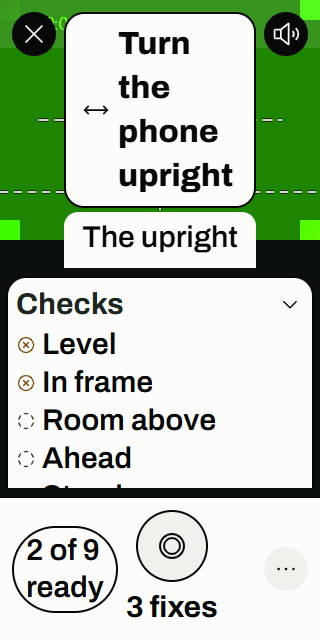 Turn
the
phone
upright
The upright
Checks
Level
In frame
Room above
Ahead
2 of 9
ready
3 fixes